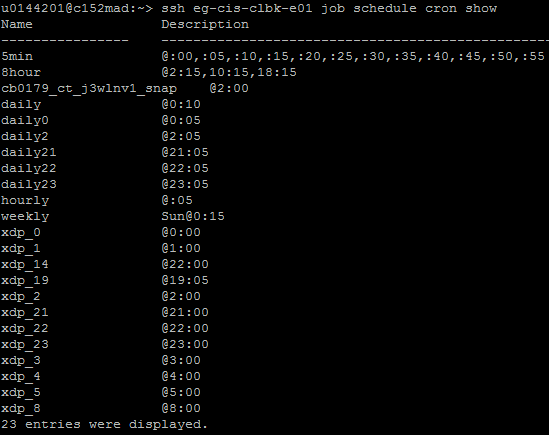 u0144201@c152mad:~> ssh eg-cis-clbk-e01 job schedule cron show
Name                Description
----------------    -----------------------------------------------------
5min                @:00,:05,:10,:15,:20,:25,:30,:35,:40,:45,:50,:55
8hour               @2:15,10:15,18:15
cb0179_ct_j3wlnv1_snap    @2:00
daily               @0:10
daily0              @0:05
daily2              @2:05
daily21             @21:05
daily22             @22:05
daily23             @23:05
hourly              @:05
weekly              Sun@0:15
xdp_0               @0:00
xdp_1               @1:00
xdp_14              @22:00
xdp_19              @19:05
xdp_2               @2:00
xdp_21              @21:00
xdp_22              @22:00
xdp_23              @23:00
xdp_3               @3:00
xdp_4               @4:00
xdp_5               @5:00
xdp_8               @8:00
23 entries were displayed.